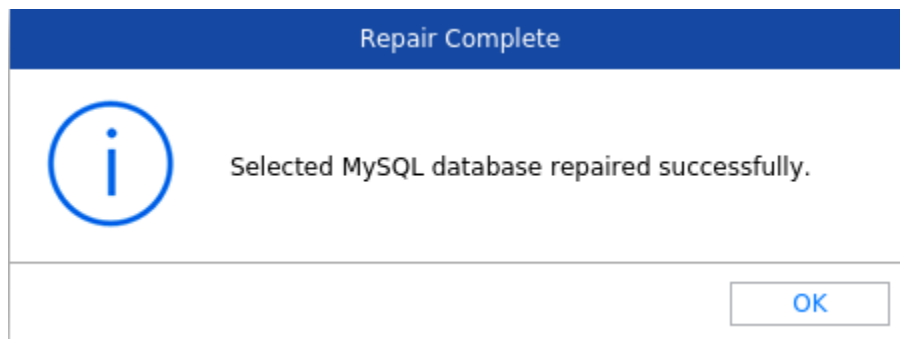 Repair Complete
Selected MySQL database repaired successfully.
OK